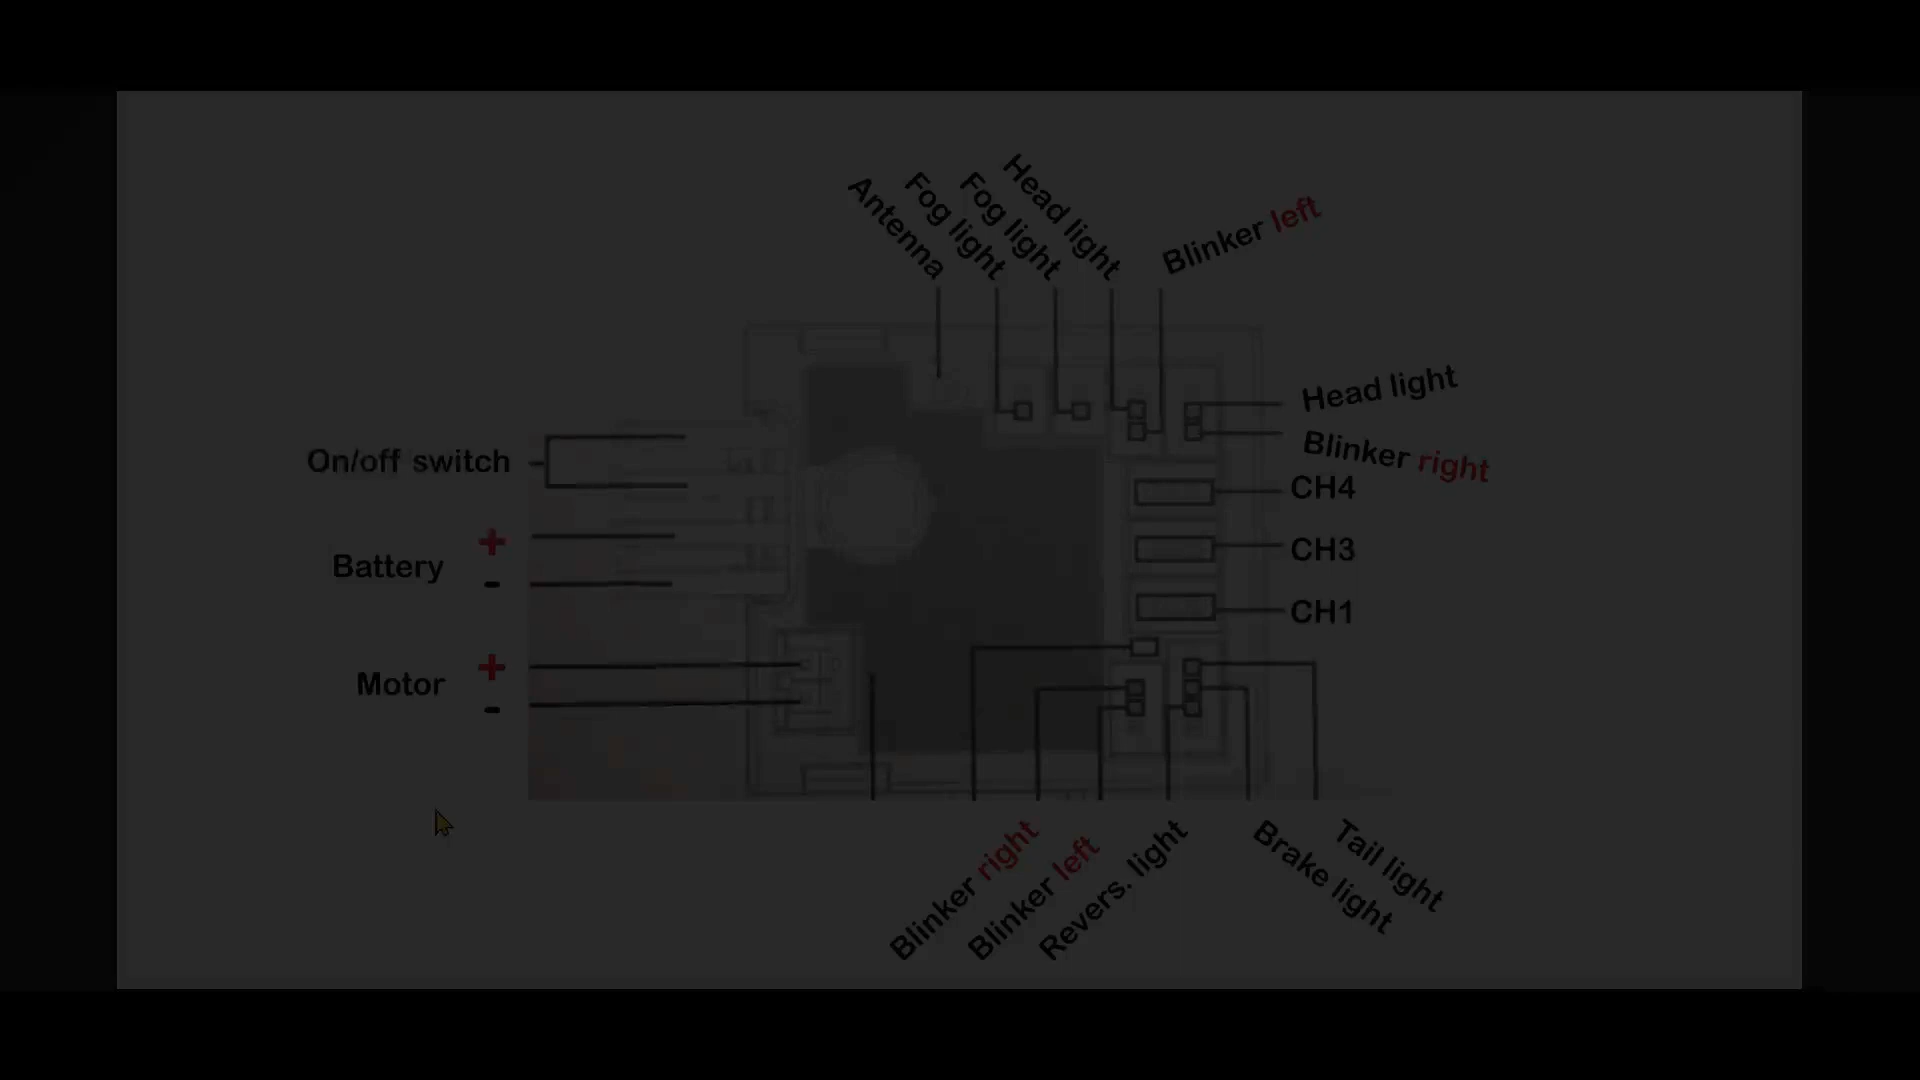 Antenna
Fog light
Fog light
Head light
Blinker left
Head light
Blinker right
On/off switch
CH4
Battery + -
CH3
CH1
Motor + -
Blinker right
Blinker left
Revers. light
Brake light
Tail light